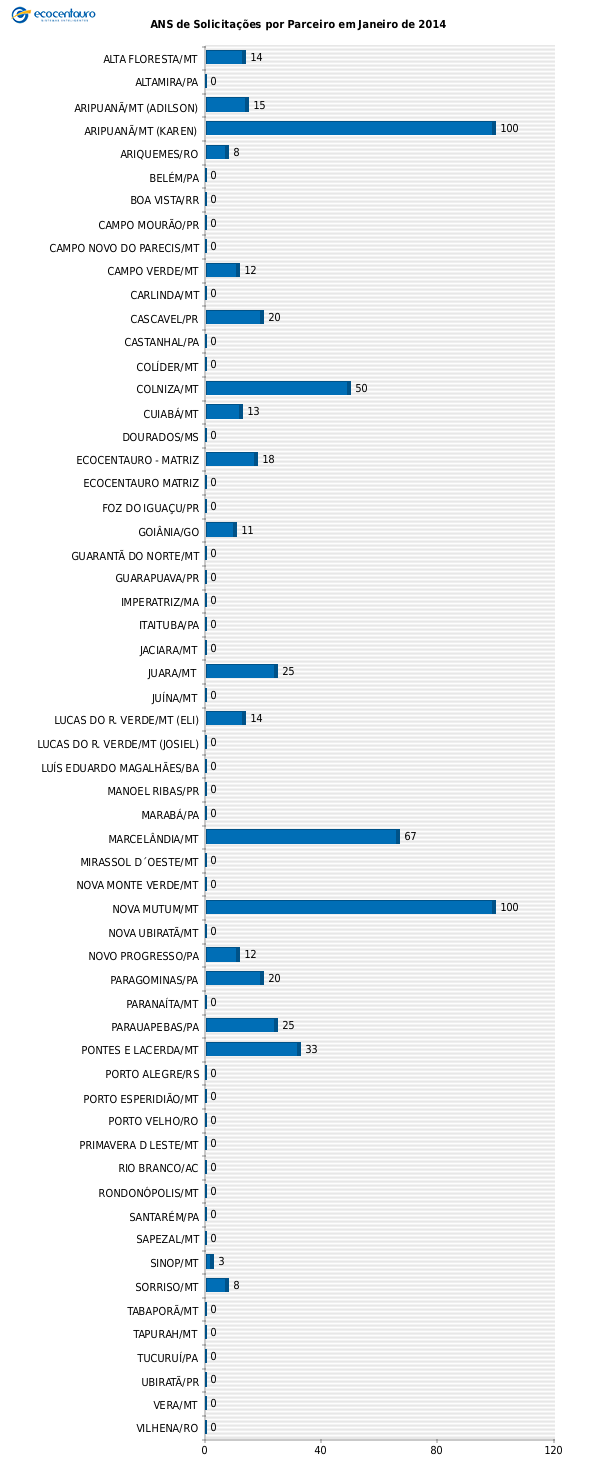 ecocentauro
ANS de Solicitações por Parceiro em Janeiro de 2014
ALTA FLORESTA/MT 14
ALTAMIRA/PA 0
ARIPUANÃ/MT (ADILSON) 15
ARIPUANÃ/MT (KAREN) 100
ARIQUEMES/RO 8
BELÉM/PA 0
BOA VISTA/RR 0
CAMPO MOURÃO/PR 0
CAMPO NOVO DO PARECIS/MT 0
CAMPO VERDE/MT 12
CARLINDA/MT 0
CASCAVEL/PR 20
CASTANHAL/PA 0
COLÍDER/MT 0
COLNIZA/MT 50
CUIABÁ/MT 13
DOURADOS/MS 0
ECOCENTAURO - MATRIZ 18
ECOCENTAURO MATRIZ 0
FOZ DO IGUAÇU/PR 0
GOIÂNIA/GO 11
GUARANTÃ DO NORTE/MT 0
GUARAPUAVA/PR 0
IMPERATRIZ/MA 0
ITAITUBA/PA 0
JACIARA/MT 0
JUARA/MT 25
JUÍNA/MT 0
LUCAS DO R. VERDE/MT (ELI) 14
LUCAS DO R. VERDE/MT (JOSIEL) 0
LUÍS EDUARDO MAGALHÃES/BA 0
MANOEL RIBAS/PR 0
MARABÁ/PA 0
MARCELÂNDIA/MT 67
MIRASSOL D´OESTE/MT 0
NOVA MONTE VERDE/MT 0
NOVA MUTUM/MT 100
NOVA UBIRATÃ/MT 0
NOVO PROGRESSO/PA 12
PARAGOMINAS/PA 20
PARANAÍTA/MT 0
PARAUAPEBAS/PA 25
PONTES E LACERDA/MT 33
PORTO ALEGRE/RS 0
PORTO ESPERIDIÃO/MT 0
PORTO VELHO/RO 0
PRIMAVERA D LESTE/MT 0
RIO BRANCO/AC 0
RONDONÓPOLIS/MT 0
SANTARÉM/PA 0
SAPEZAL/MT 0
SINOP/MT 3
SORRISO/MT 8
TABAPORÃ/MT 0
TAPURAH/MT 0
TUCURUÍ/PA 0
UBIRATÃ/PR 0
VERA/MT 0
VILHENA/RO 0
0 40 80 120